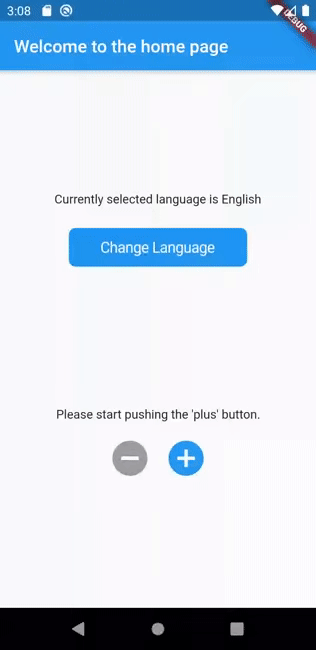 3:08
DEBUG
Welcome to the home page
Currently selected language is English
Change Language
Please start pushing the 'plus' button.